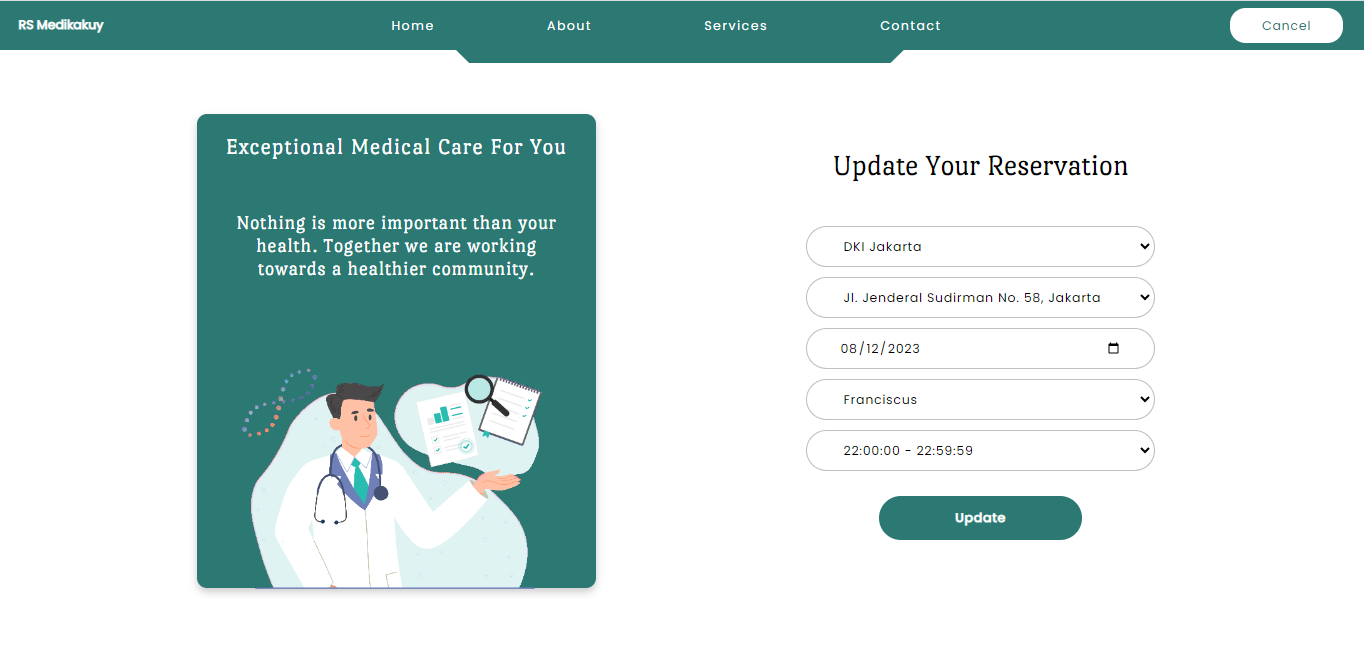 RS Medikakuy
Home
About
Services
Contact
Cancel
Exceptional Medical Care For You
Nothing is more important than your
health. Together we are working
towards a healthier community.
Update Your Reservation
DKI Jakarta
Jl. Jenderal Sudirman No. 58, Jakarta
08/12/2023
Franciscus
22:00:00 - 22:59:59
Update